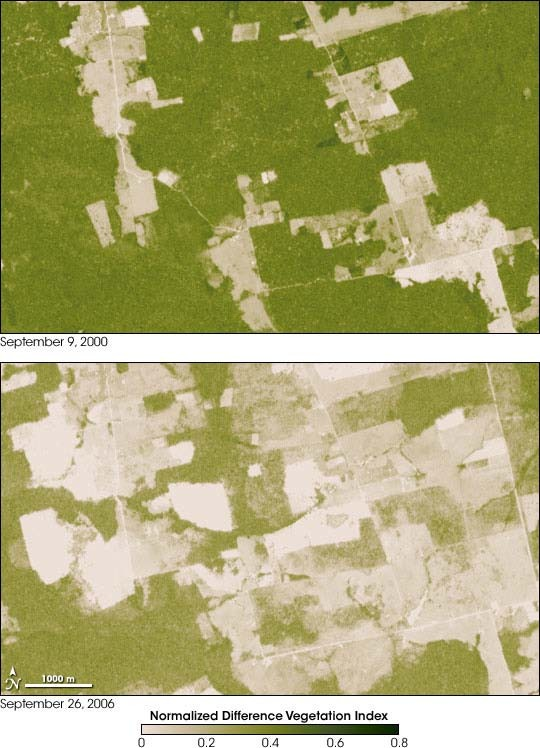 September 9, 2000
N
1000 m
September 26, 2006
Normalized Difference Vegetation Index
0 0.2 0.4 0.6 0.8